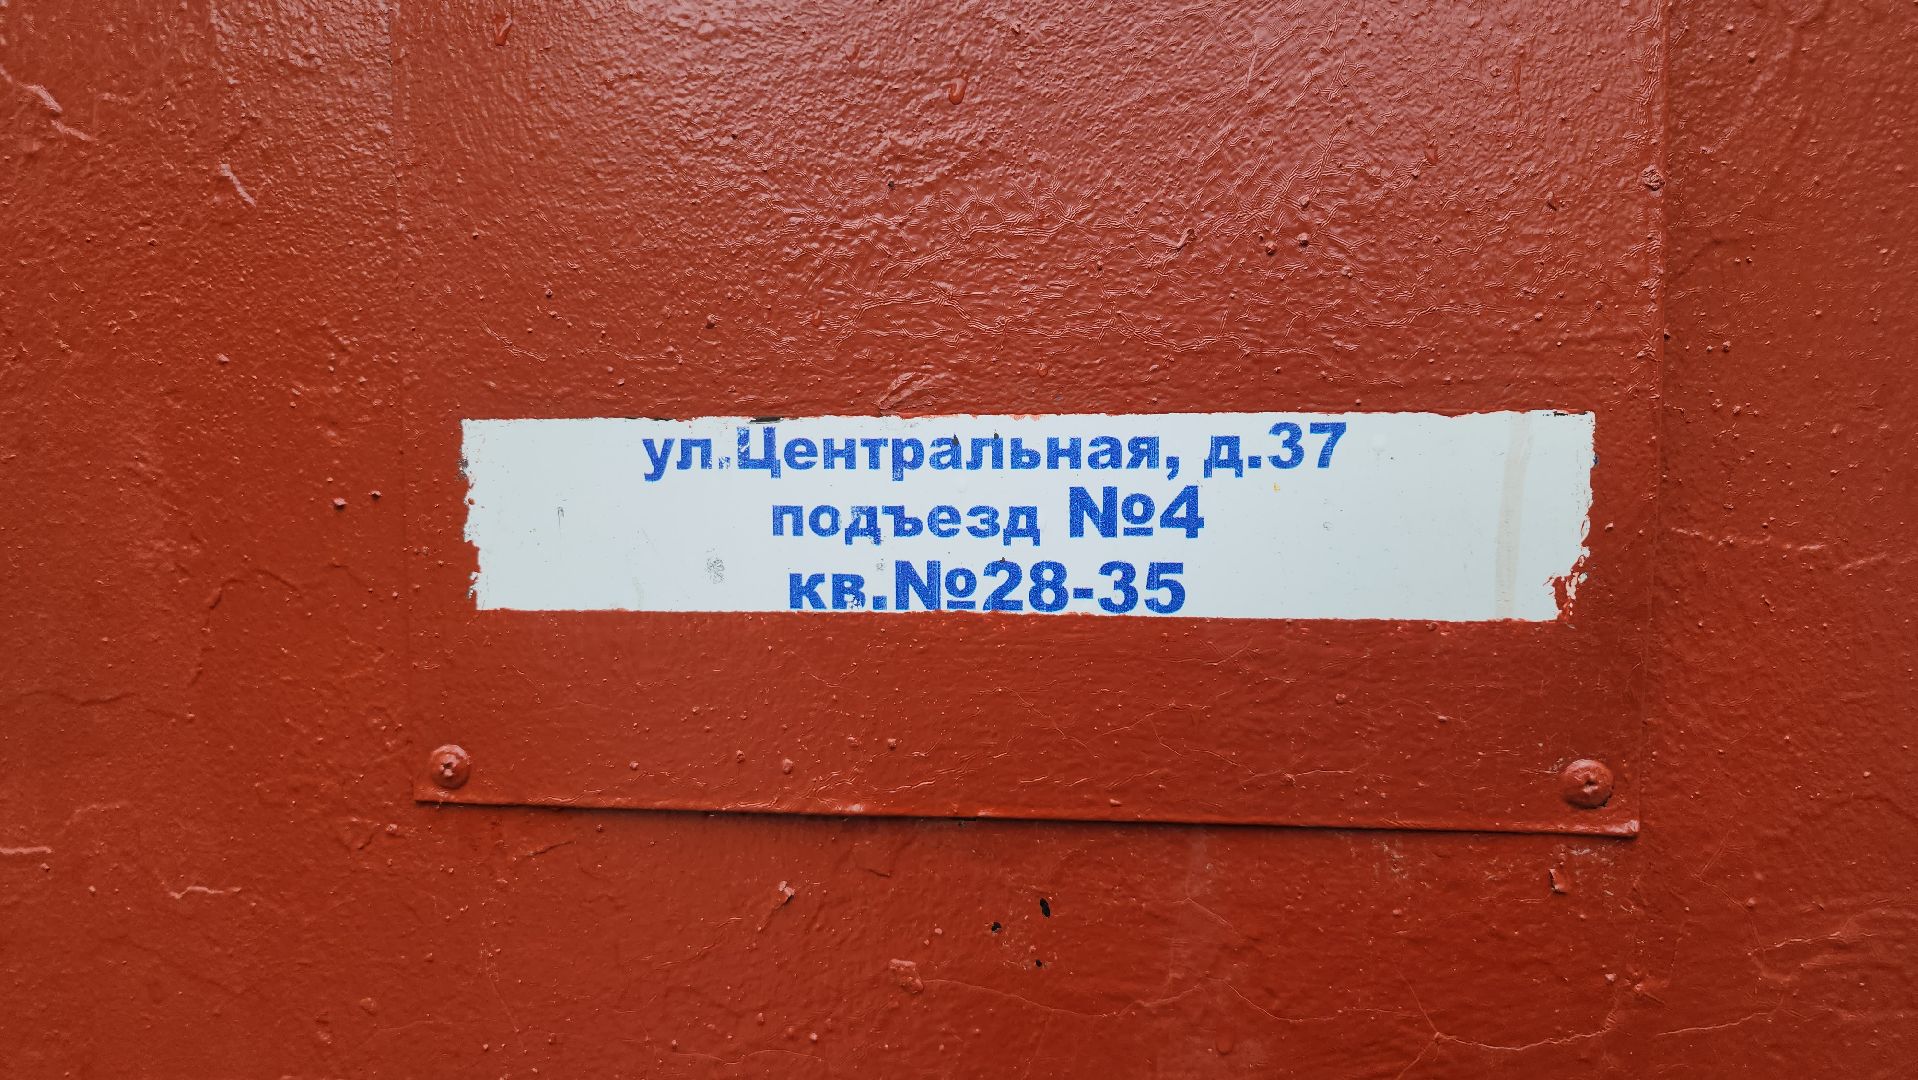 ул.Центральная, д.37
подъезд №4
кв.№28-35